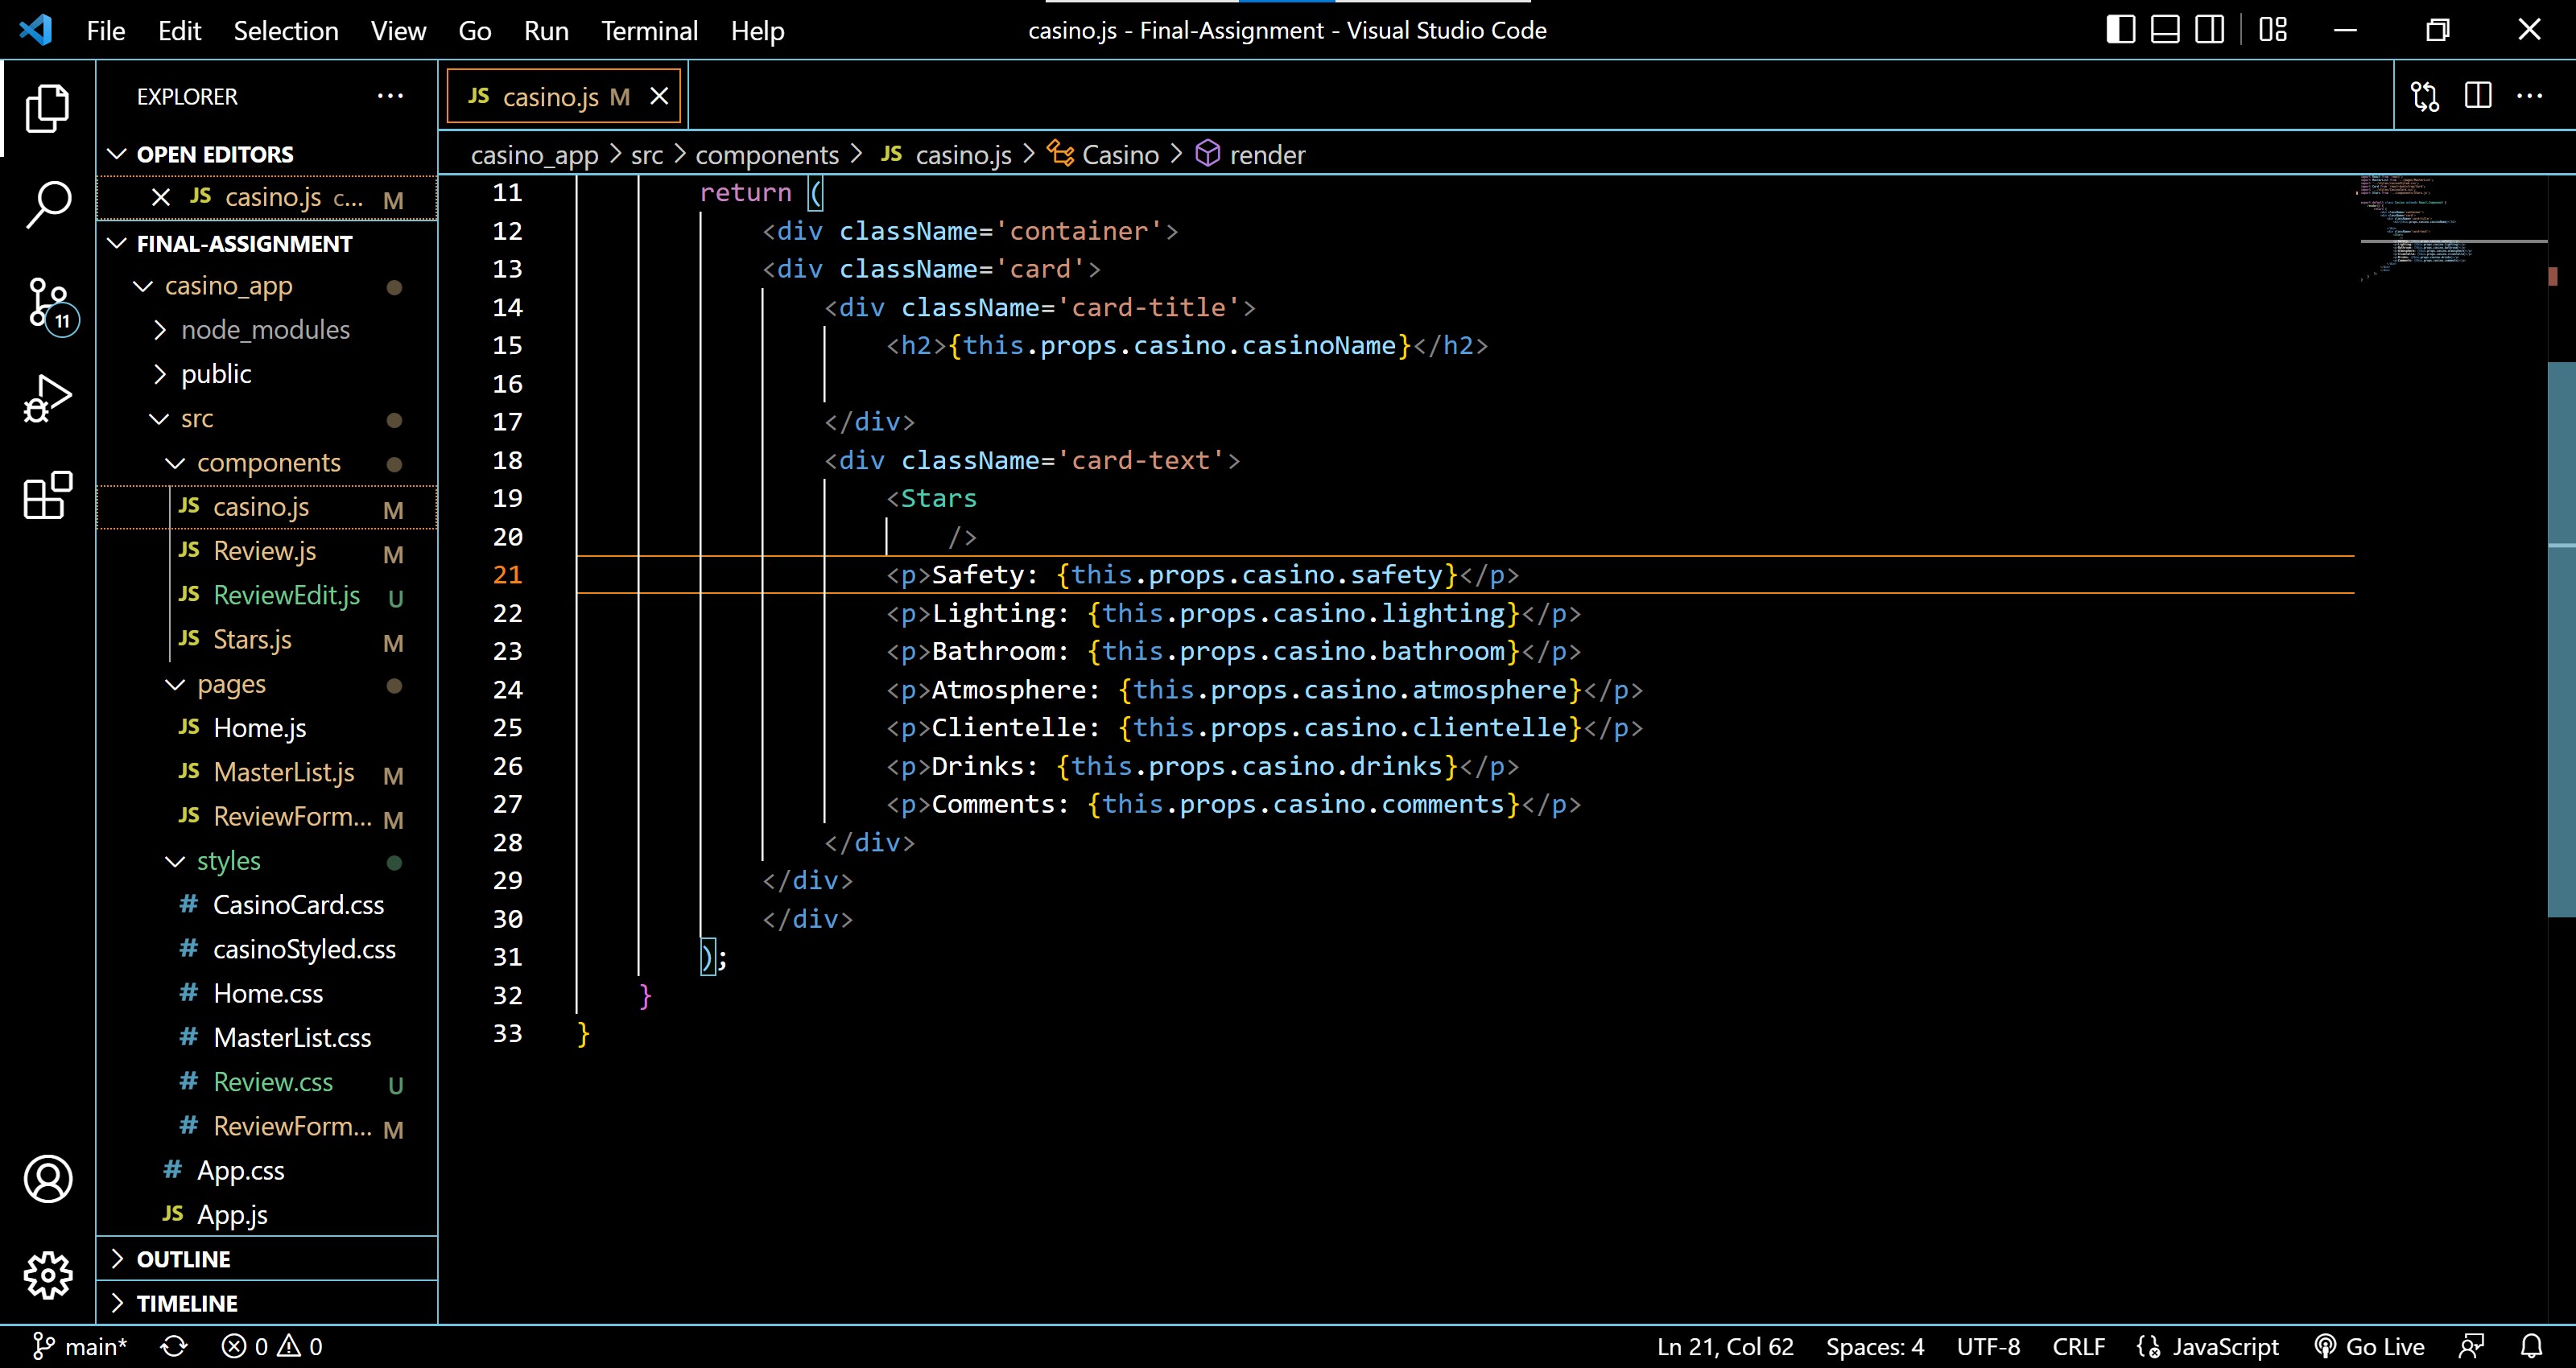 File Edit Selection View Go Run Terminal Help
casino.js - Final-Assignment - Visual Studio Code
EXPLORER
OPEN EDITORS
JS casino.js c... M
FINAL-ASSIGNMENT
casino_app
node_modules
public
src
components
JS casino.js M
JS Review.js M
JS ReviewEdit.js U
JS Stars.js M
pages
JS Home.js
JS MasterList.js M
JS ReviewForm... M
styles
# CasinoCard.css
# casinoStyled.css
# Home.css
# MasterList.css
# Review.css U
# ReviewForm... M
# App.css
JS App.js
OUTLINE
TIMELINE
11
JS casino.js M
casino_app > src > components > JS casino.js > Casino > render
11 return (
12 <div className='container'>
13 <div className='card'>
14 <div className='card-title'>
15 <h2>{this.props.casino.casinoName}</h2>
16
17 </div>
18 <div className='card-text'>
19 <Stars
20 />
21 <p>Safety: {this.props.casino.safety}</p>
22 <p>Lighting: {this.props.casino.lighting}</p>
23 <p>Bathroom: {this.props.casino.bathroom}</p>
24 <p>Atmosphere: {this.props.casino.atmosphere}</p>
25 <p>Clientelle: {this.props.casino.clientelle}</p>
26 <p>Drinks: {this.props.casino.drinks}</p>
27 <p>Comments: {this.props.casino.comments}</p>
28 </div>
29 </div>
30 </div>
31 );
32 }
33 }
main* 0 0 Ln 21, Col 62 Spaces: 4 UTF-8 CRLF JavaScript Go Live